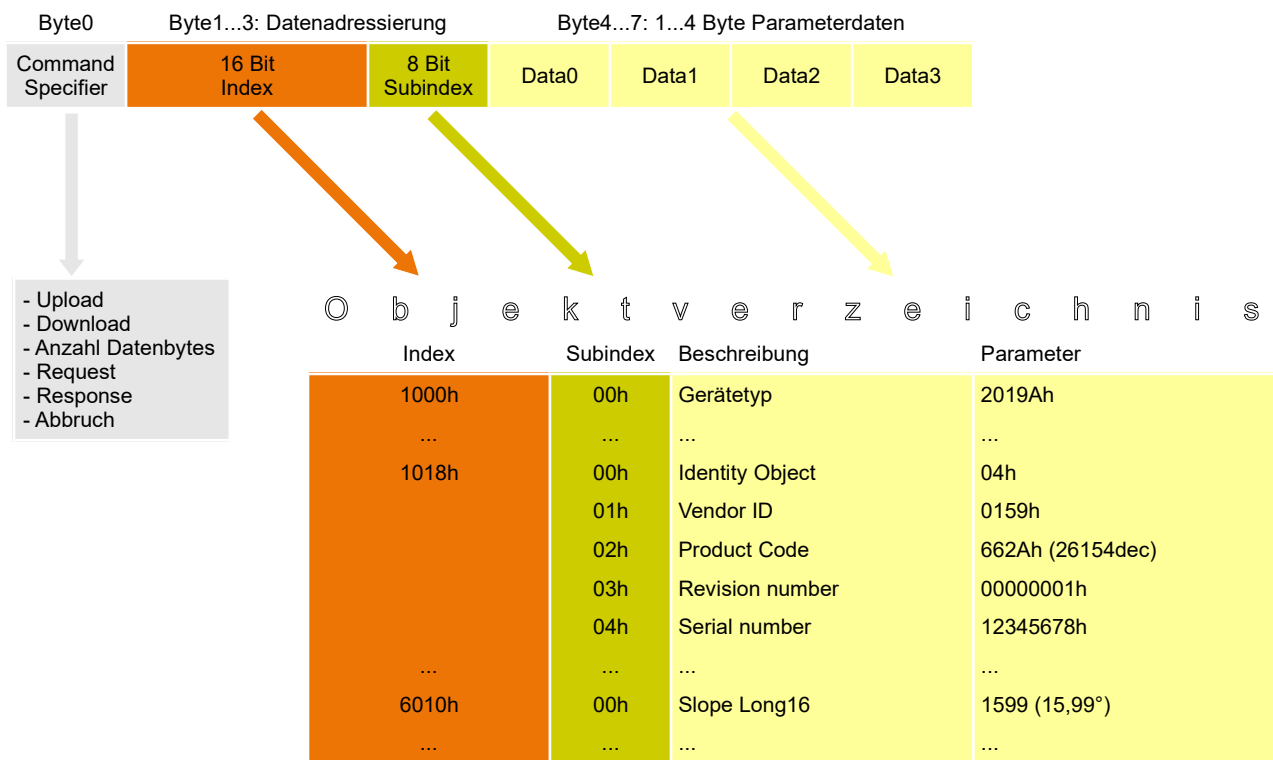 Byte0 Byte1...3: Datenadressierung Byte4...7: 1...4 Byte Parameterdaten
Command Specifier
16 Bit Index
8 Bit Subindex
Data0 Data1 Data2 Data3
- Upload
- Download
- Anzahl Datenbytes
- Request
- Response
- Abbruch
Objektverzeichnis
Index Subindex Beschreibung Parameter
1000h 00h Gerätetyp 2019Ah
... ... ... ...
1018h 00h Identity Object 04h
01h Vendor ID 0159h
02h Product Code 662Ah (26154dec)
03h Revision number 00000001h
04h Serial number 12345678h
... ... ... ...
6010h 00h Slope Long16 1599 (15,99°)
... ... ... ...